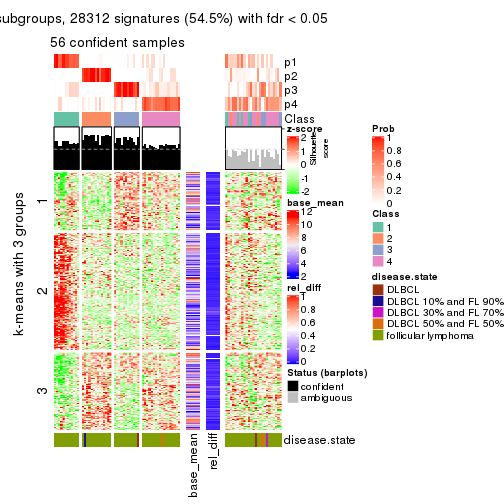 subgroups, 28312 signatures (54.5%) with fdr < 0.05
56 confident samples
p1
p2
p3
p4
Class
Silhouette score
k-means with 3 groups
1
2
3
disease.state
base_mean
rel_diff
z-score
2
1
0
-1
-2
base_mean
12
10
8
6
4
2
rel_diff
1
0.8
0.6
0.4
0.2
0
Status (barplots)
confident
ambiguous
Prob
1
0.8
0.6
0.4
0.2
0
Class
1
2
3
4
disease.state
DLBCL
DLBCL 10% and FL 90%
DLBCL 30% and FL 70%
DLBCL 50% and FL 50%
follicular lymphoma